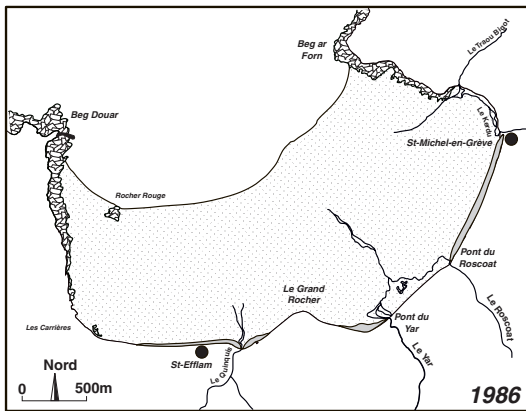 Beg ar
Forn
Le Traou Bigot
Beg Douar
Le Kerdu
St-Michel-en-Grève
Rocher Rouge
Pont du
Roscoat
Le Grand
Rocher
Les Carrières
Pont du
Yar
Le Roscoat
St-Efflam
Le Quinquis
Le Yar
Nord
0 500m
1986